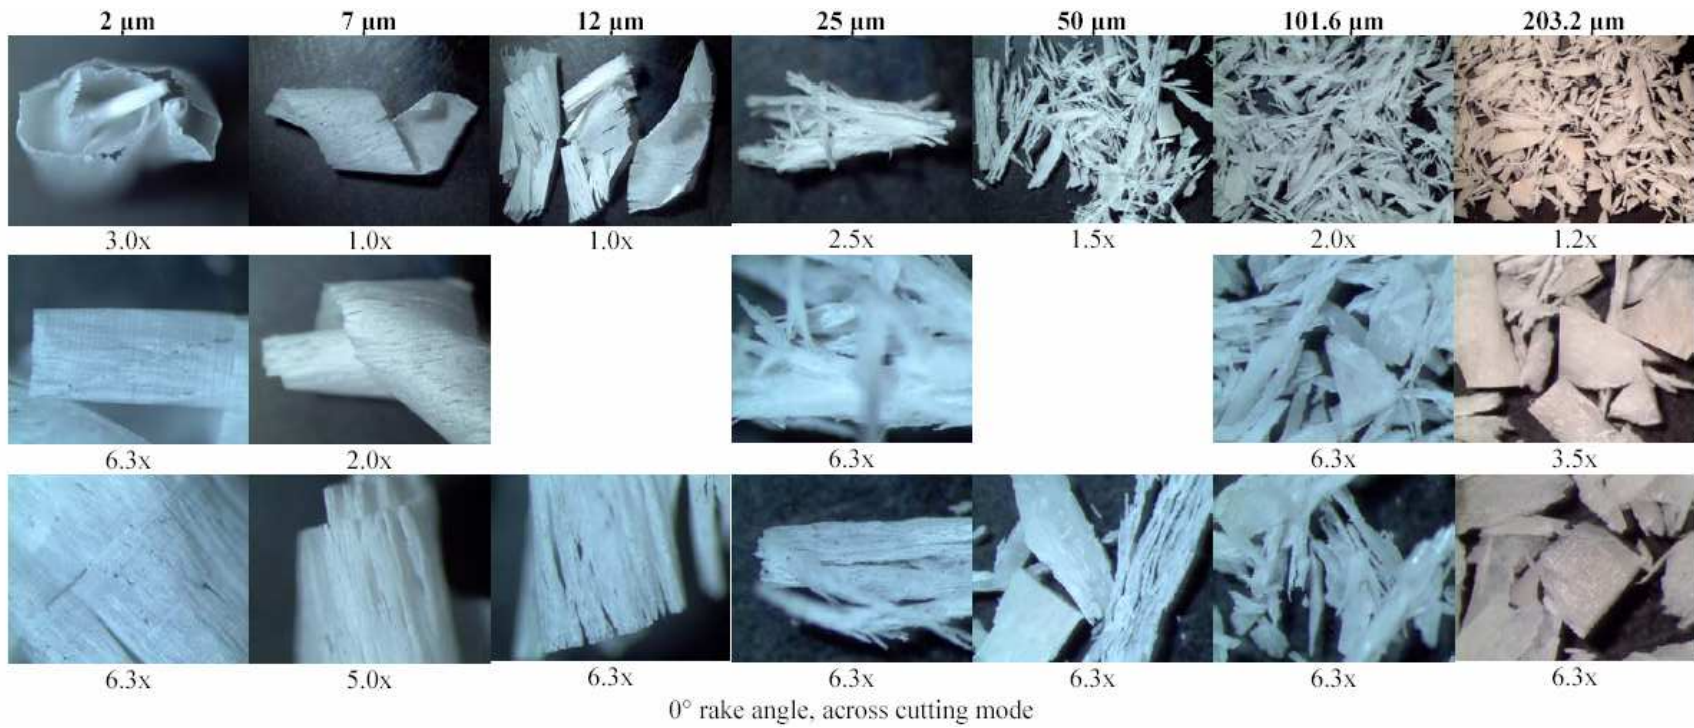 2 µm 7 µm 12 µm 25 µm 50 µm 101.6 µm 203.2 µm
3.0x 1.0x 1.0x 2.5x 1.5x 2.0x 1.2x
6.3x 2.0x 6.3x 6.3x 3.5x
6.3x 5.0x 6.3x 6.3x 6.3x 6.3x 6.3x
0° rake angle, across cutting mode